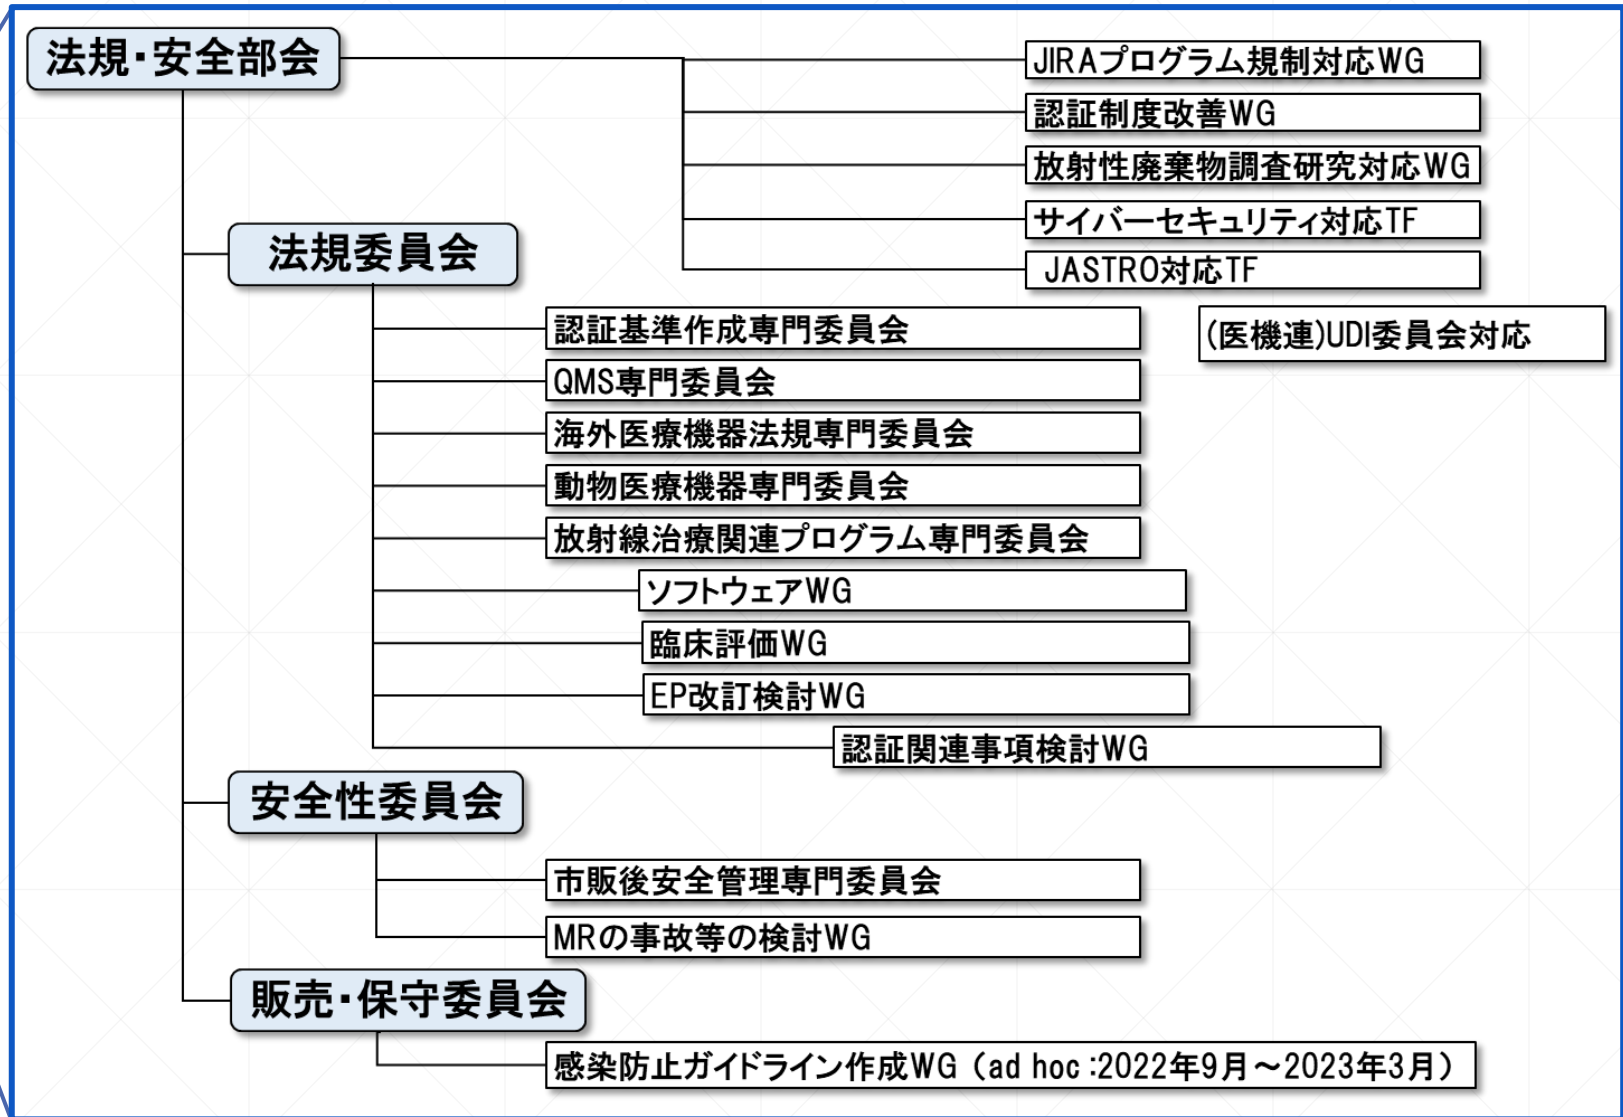 法規・安全部会
JIRAプログラム規制対応WG
認証制度改善WG
放射性廃棄物調査研究対応WG
サイバーセキュリティ対応TF
JASTRO対応TF
法規委員会
認証基準作成専門委員会
(医機連)UDI委員会対応
QMS専門委員会
海外医療機器法規専門委員会
動物医療機器専門委員会
放射線治療関連プログラム専門委員会
ソフトウェアWG
臨床評価WG
EP改訂検討WG
認証関連事項検討WG
安全性委員会
市販後安全管理専門委員会
MRの事故等の検討WG
販売・保守委員会
感染防止ガイドライン作成WG（ad hoc:2022年9月～2023年3月）